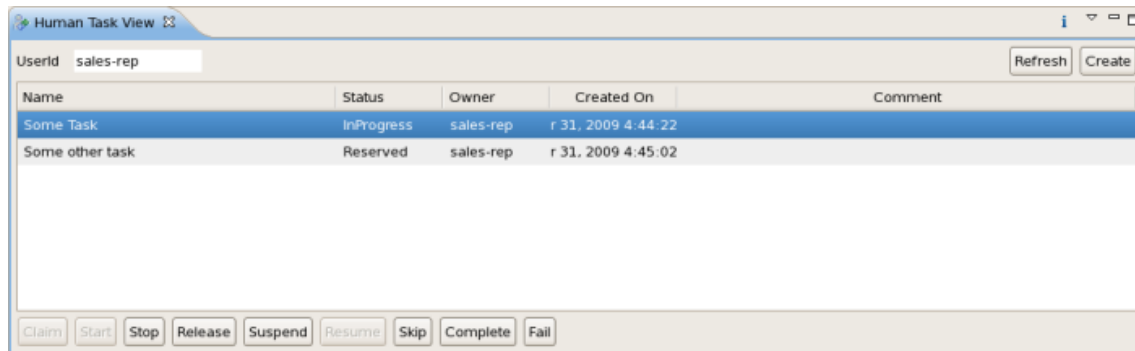 Human Task View
UserId sales-rep Refresh Create
Name Status Owner Created On Comment
Some Task InProgress sales-rep r 31, 2009 4:44:22
Some other task Reserved sales-rep r 31, 2009 4:45:02
Claim Start Stop Release Suspend Resume Skip Complete Fail